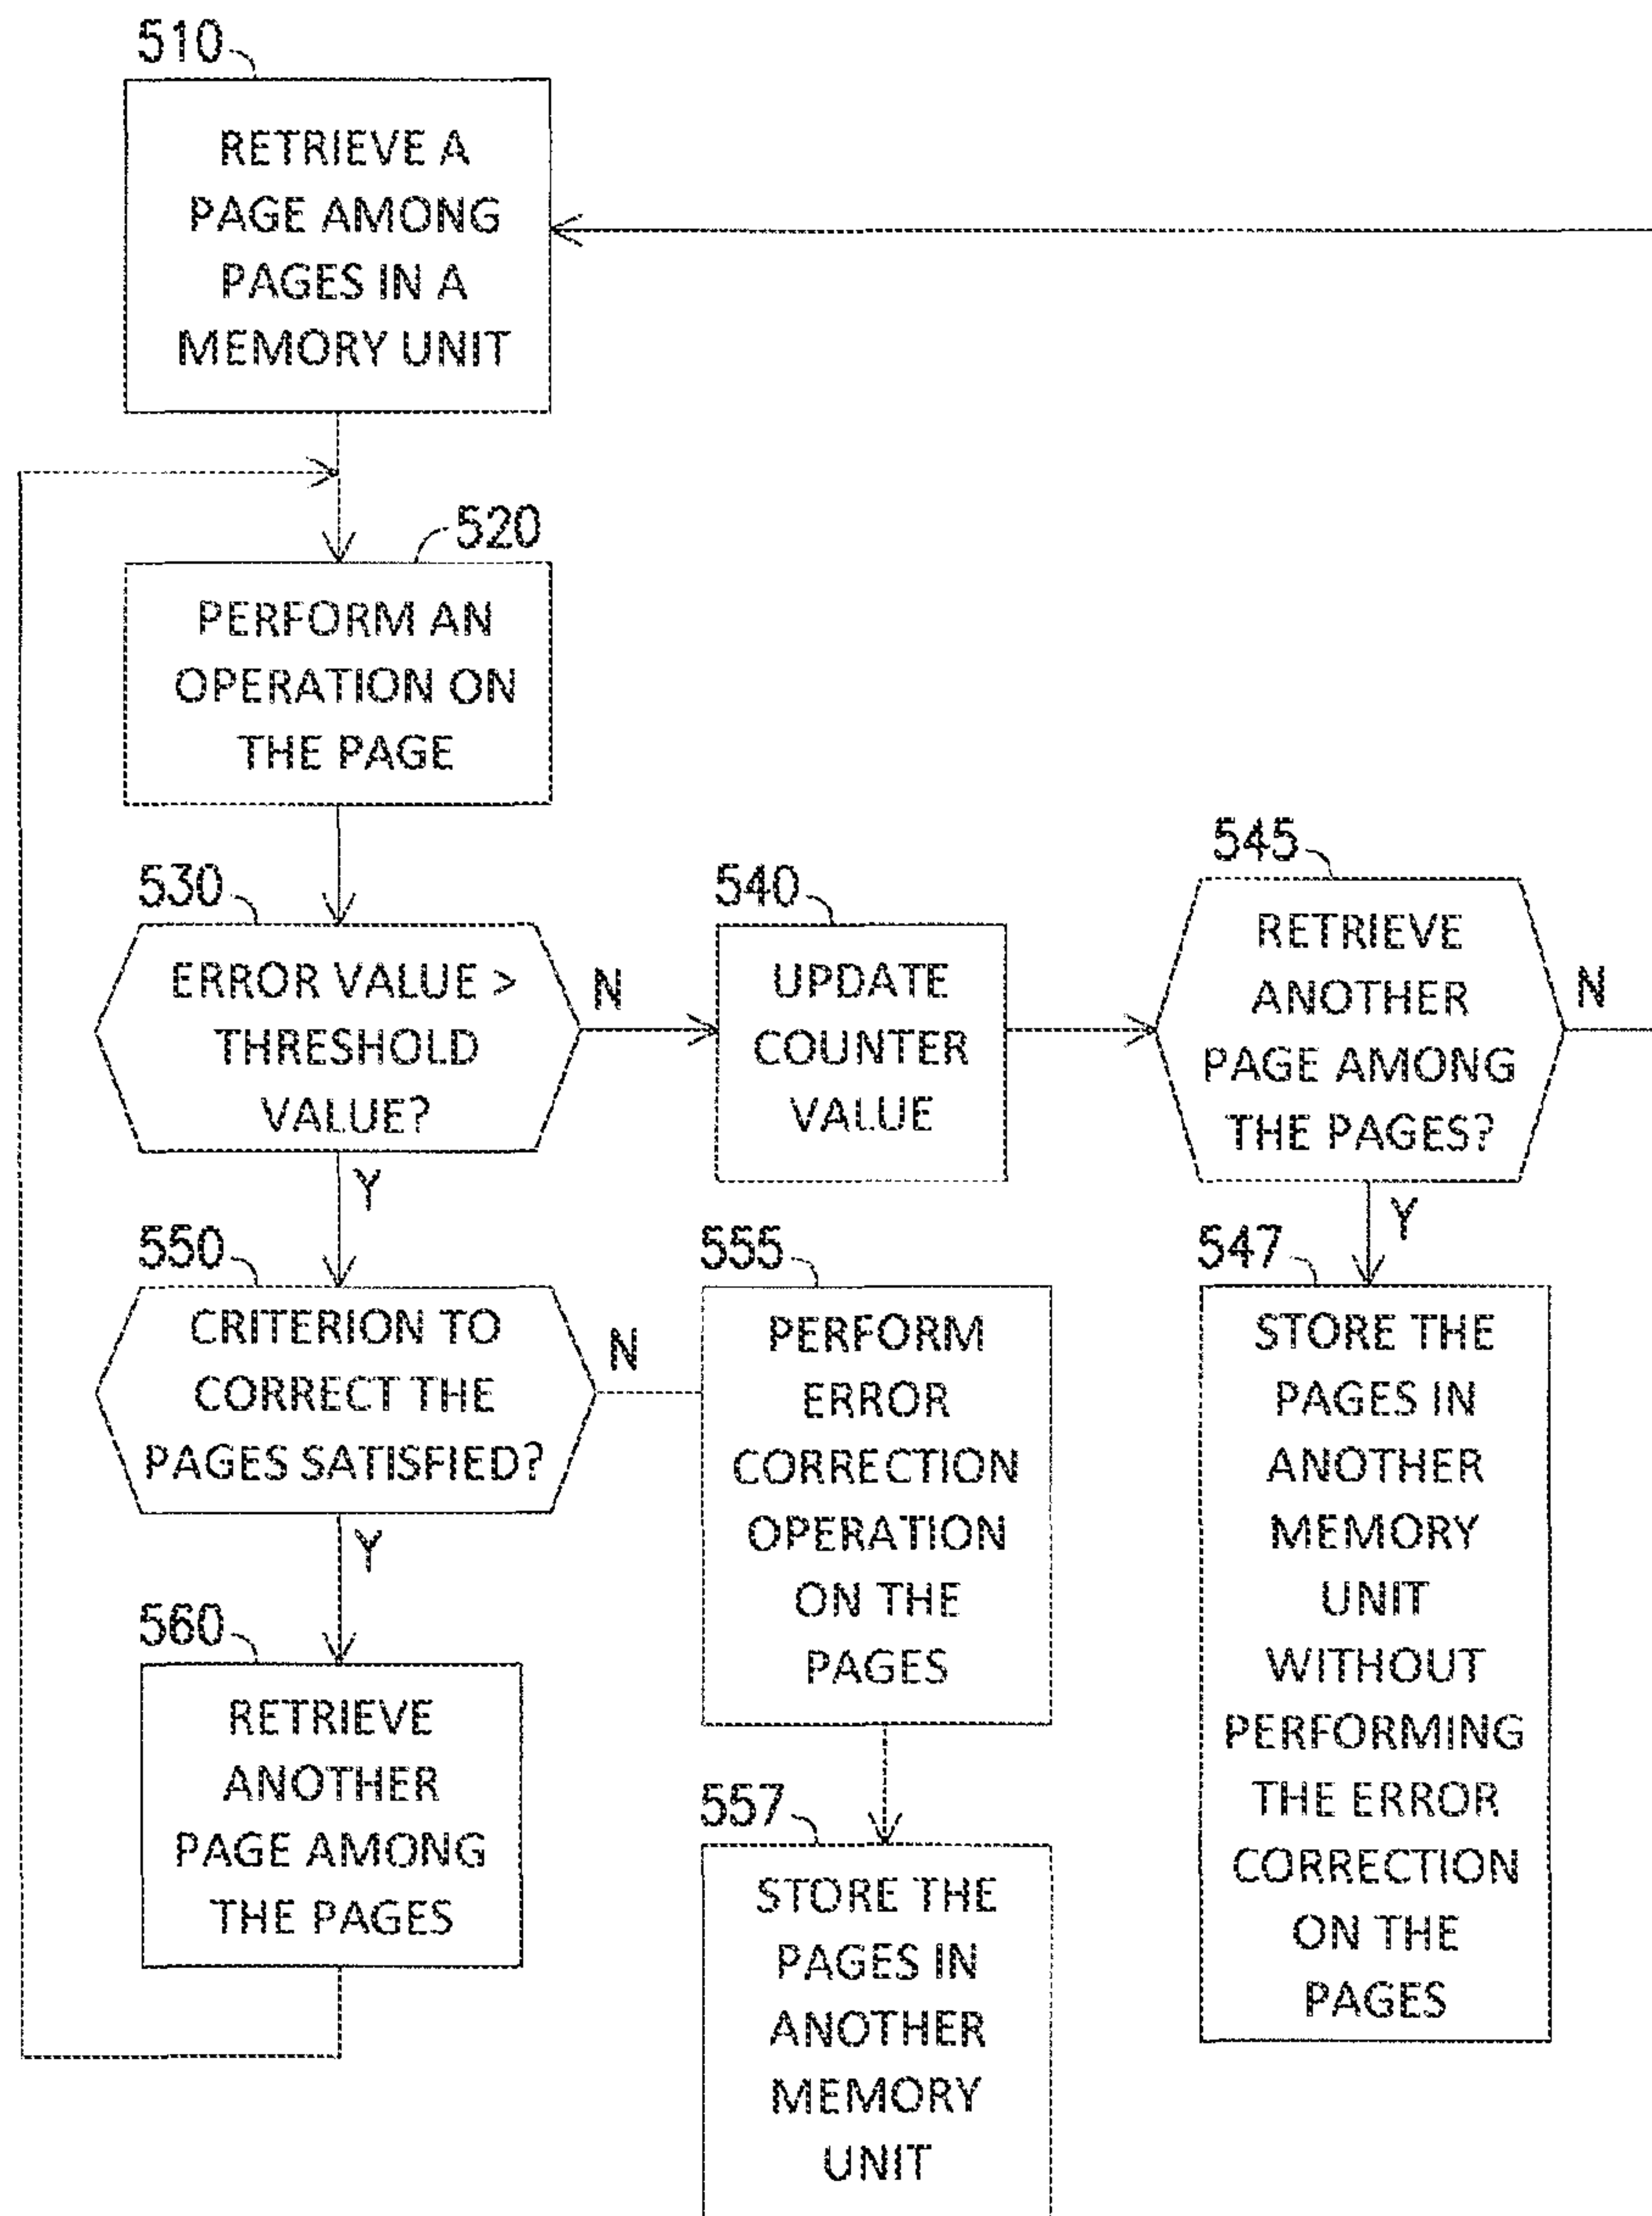 510
RETRIEVE A
PAGE AMONG
PAGES IN A
MEMORY UNIT
520
PERFORM AN
OPERATION ON
THE PAGE
530
ERROR VALUE >
THRESHOLD
VALUE?
N
Y
540
UPDATE
COUNTER
VALUE
545
RETRIEVE
ANOTHER
PAGE AMONG
THE PAGES?
N
Y
547
STORE THE
PAGES IN
ANOTHER
MEMORY
UNIT
WITHOUT
PERFORMING
THE ERROR
CORRECTION
ON THE
PAGES
550
CRITERION TO
CORRECT THE
PAGES SATISFIED?
N
Y
555
PERFORM
ERROR
CORRECTION
OPERATION
ON THE
PAGES
557
STORE THE
PAGES IN
ANOTHER
MEMORY
UNIT
560
RETRIEVE
ANOTHER
PAGE AMONG
THE PAGES